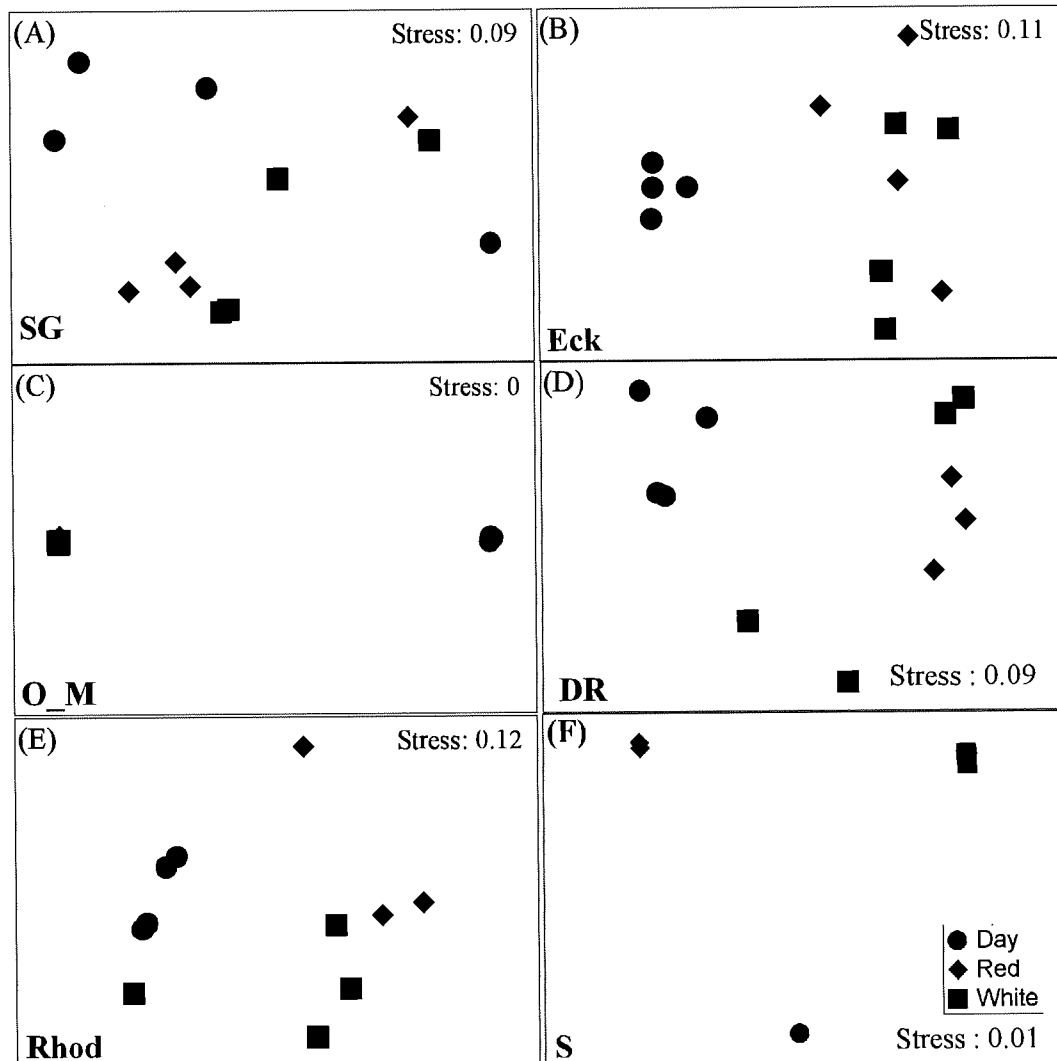 (A)
Stress: 0.09
SG
(B)
Stress: 0.11
Eck
(C)
Stress: 0
O_M
(D)
DR
Stress : 0.09
(E)
Stress: 0.12
Rhod
(F)
Day
Red
White
S
Stress : 0.01